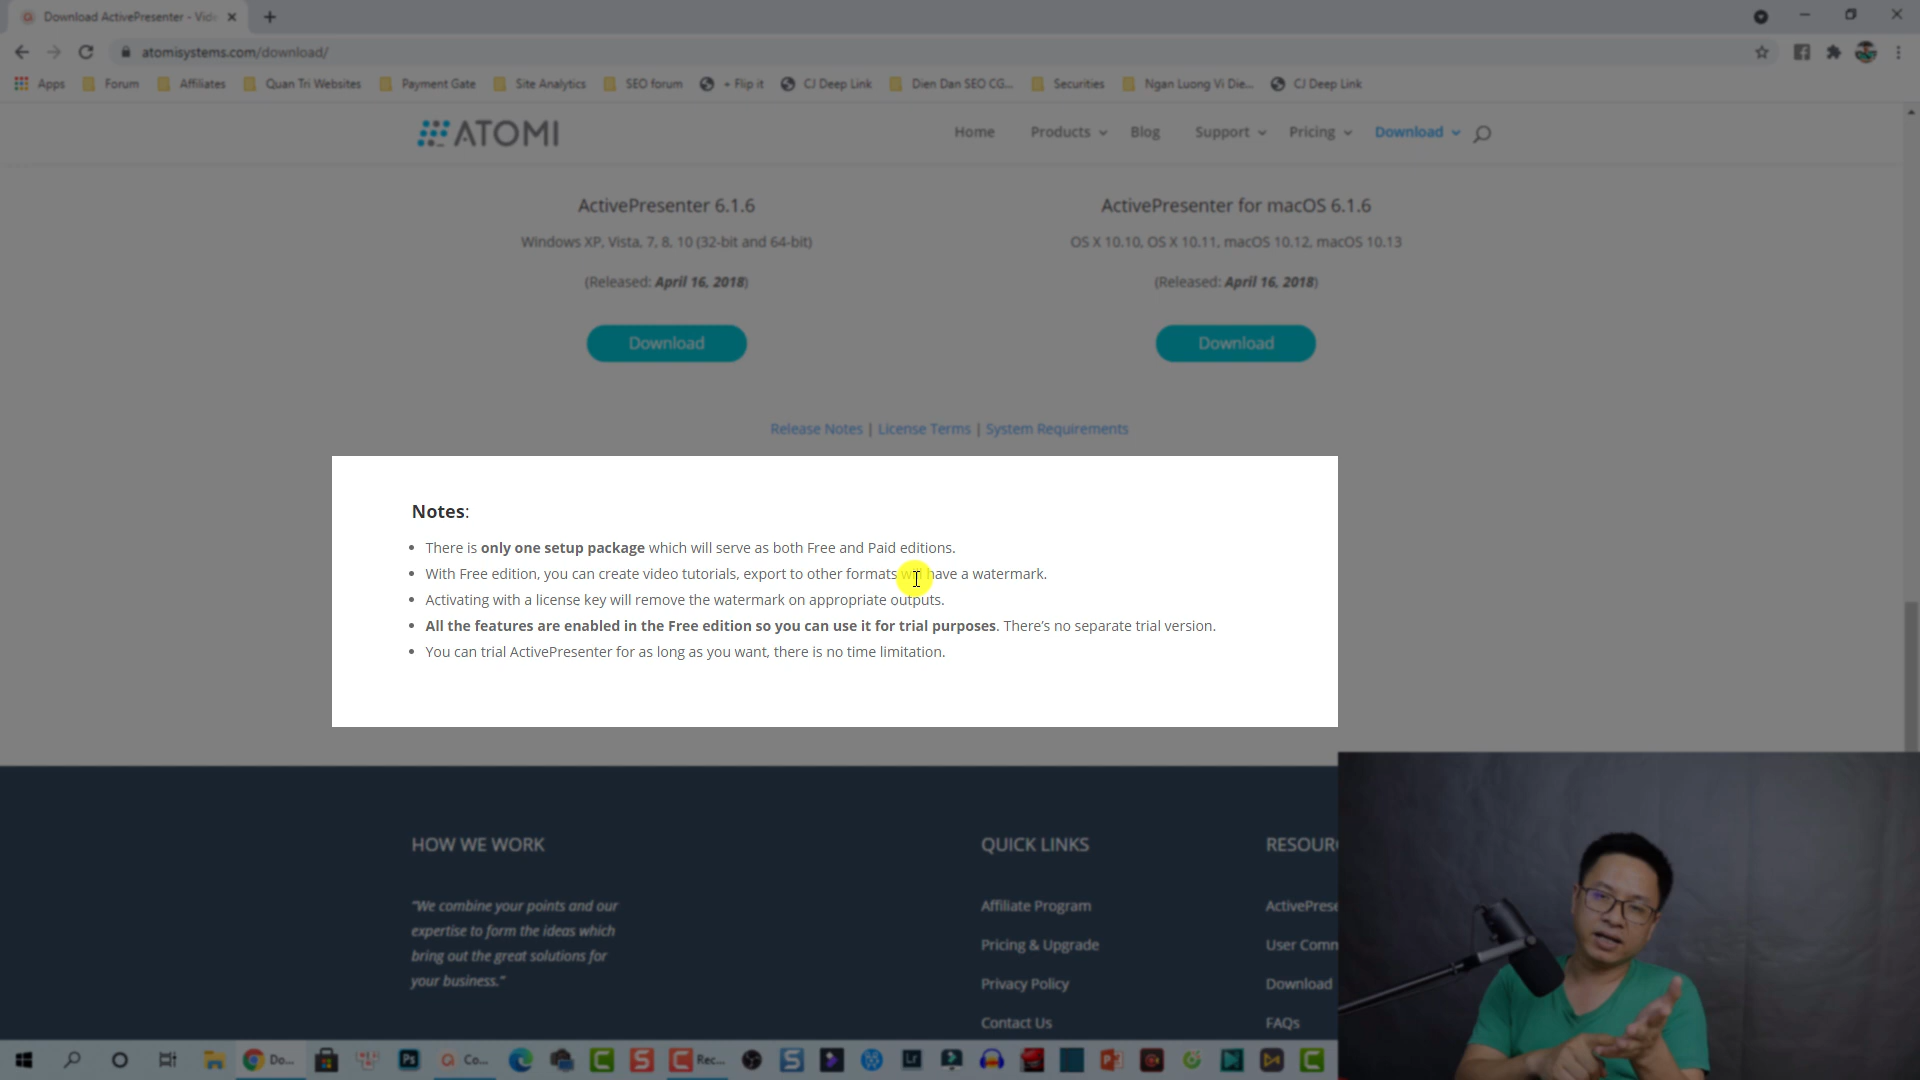 Download ActivePresenter - Vid
atomisystems.com/download/
Apps Forum Affiliates Quan Tri Websites Payment Gate Site Analytics SEO forum + Flip it CJ Deep Link Dien Dan SEO CG... Securities Ngan Luong Vi Die... CJ Deep Link
ATOMI
Home Products Blog Support Pricing Download
ActivePresenter 6.1.6
Windows XP, Vista, 7, 8, 10 (32-bit and 64-bit)
(Released: April 16, 2018)
Download
ActivePresenter for macOS 6.1.6
OS X 10.10, OS X 10.11, macOS 10.12, macOS 10.13
(Released: April 16, 2018)
Download
Release Notes | License Terms | System Requirements
Notes:
• There is only one setup package which will serve as both Free and Paid editions.
• With Free edition, you can create video tutorials, export to other formats will have a watermark.
• Activating with a license key will remove the watermark on appropriate outputs.
• All the features are enabled in the Free edition so you can use it for trial purposes. There's no separate trial version.
• You can trial ActivePresenter for as long as you want, there is no time limitation.
HOW WE WORK
"We combine your points and our
expertise to form the ideas which
bring out the great solutions for
your business."
QUICK LINKS
Affiliate Program
Pricing & Upgrade
Privacy Policy
Contact Us
RESOUR
ActivePrese
User Comm
Download
FAQs
Do... Ps Co... Rec... Lr